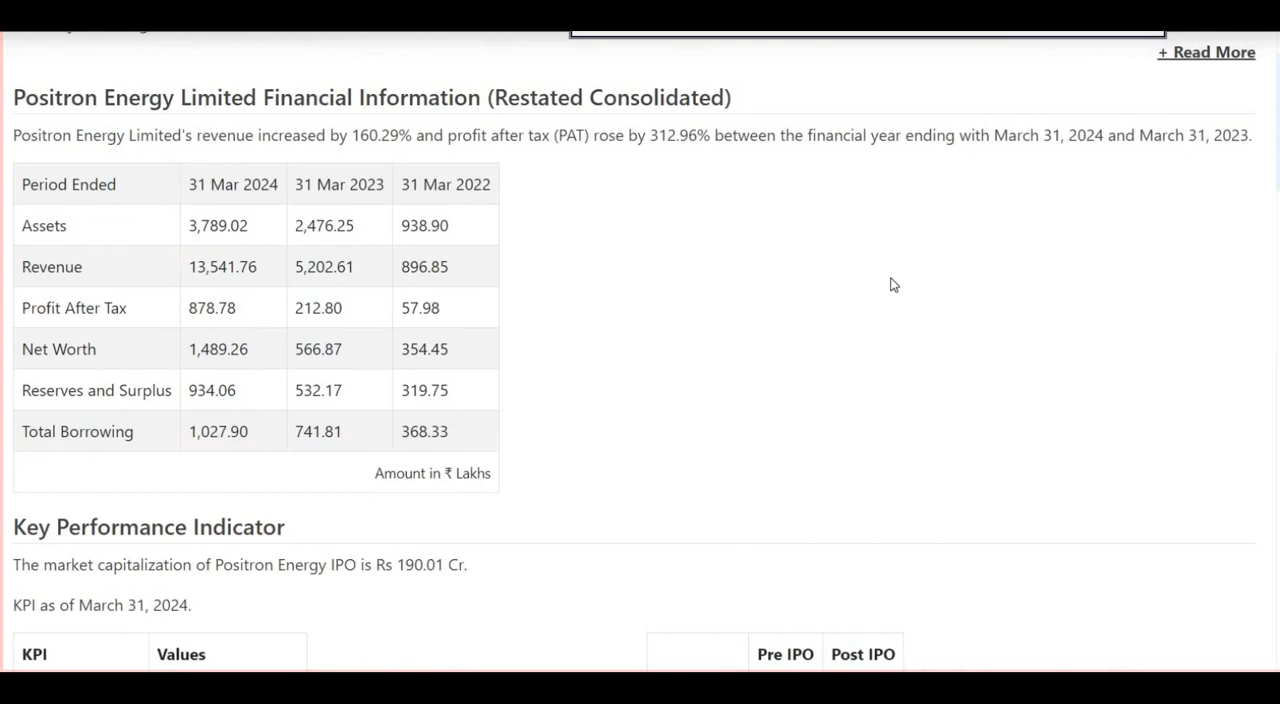 + Read More
Positron Energy Limited Financial Information (Restated Consolidated)
Positron Energy Limited's revenue increased by 160.29% and profit after tax (PAT) rose by 312.96% between the financial year ending with March 31, 2024 and March 31, 2023.
Period Ended 31 Mar 2024 31 Mar 2023 31 Mar 2022
Assets 3,789.02 2,476.25 938.90
Revenue 13,541.76 5,202.61 896.85
Profit After Tax 878.78 212.80 57.98
Net Worth 1,489.26 566.87 354.45
Reserves and Surplus 934.06 532.17 319.75
Total Borrowing 1,027.90 741.81 368.33
Amount in ₹ Lakhs
Key Performance Indicator
The market capitalization of Positron Energy IPO is Rs 190.01 Cr.
KPI as of March 31, 2024.
KPI Values Pre IPO Post IPO